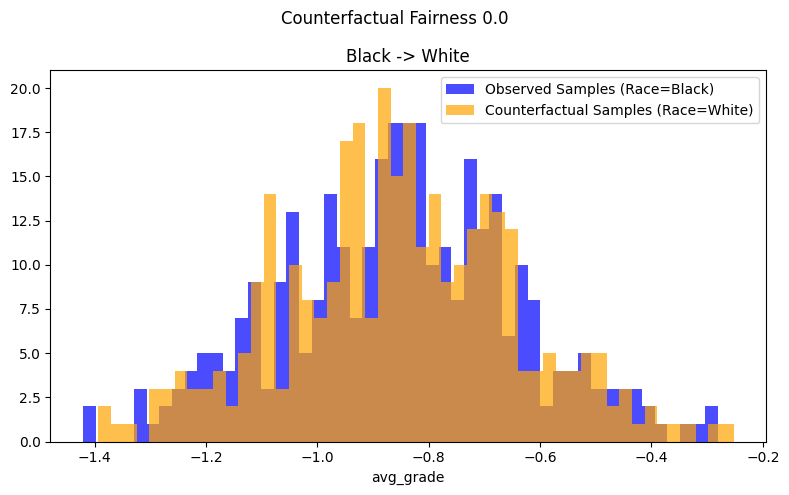 Counterfactual Fairness 0.0
Black -> White
Observed Samples (Race=Black)
Counterfactual Samples (Race=White)
20.0
17.5
15.0
12.5
10.0
7.5
5.0
2.5
0.0
−1.4 −1.2 −1.0 −0.8 −0.6 −0.4 −0.2
avg_grade